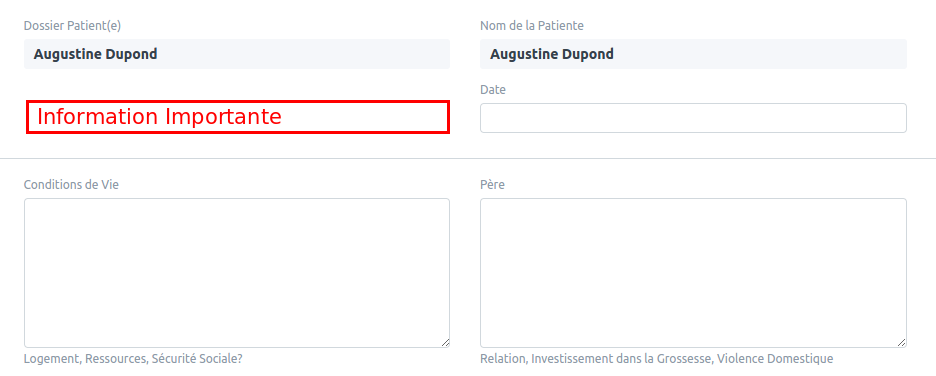 Dossier Patient(e)
Nom de la Patiente
Augustine Dupond
Augustine Dupond
Date
Information Importante
Conditions de Vie
Père
Logement, Ressources, Sécurité Sociale?
Relation, Investissement dans la Grossesse, Violence Domestique